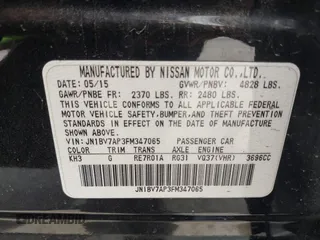 MANUFACTURED BY NISSAN MOTOR CO., LTD.
DATE: 05/15 GVWR/PNBV: 4828 LBS.
GAWR/PNBE FR: 2370 LBS. RR: 2480 LBS.
THIS VEHICLE CONFORMS TO ALL APPLICABLE FEDERAL
MOTOR VEHICLE SAFETY, BUMPER, AND THEFT PREVENTION
STANDARDS IN EFFECT ON THE DATE OF MANUFACTURE
SHOWN ABOVE.
VIN: JN1BV7AP3FM347065 PASSENGER CAR
COLOR TRIM TRANS AXLE ENGINE
KH3 G RE7R01A RG31 VQ37(VHR) 3696CC
JN1BV7AP3FM347065